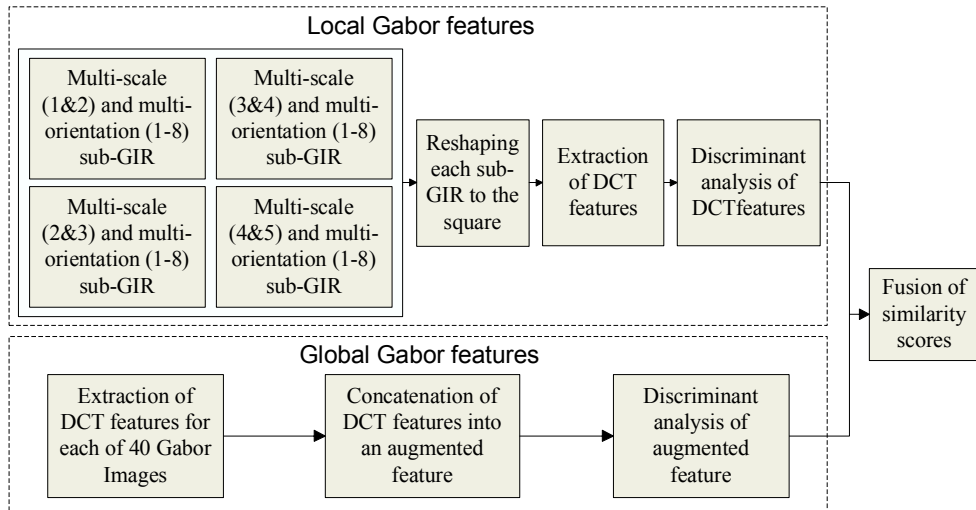 Local Gabor features
Multi-scale
(1&2) and multi-
orientation (1-8)
sub-GIR
Multi-scale
(3&4) and multi-
orientation (1-8)
sub-GIR
Multi-scale
(2&3) and multi-
orientation (1-8)
sub-GIR
Multi-scale
(4&5) and multi-
orientation (1-8)
sub-GIR
Reshaping
each sub-
GIR to the
square
Extraction
of DCT
features
Discriminant
analysis of
DCTfeatures
Fusion of
similarity
scores
Global Gabor features
Extraction of
DCT features for
each of 40 Gabor
Images
Concatenation of
DCT features into
an augmented
feature
Discriminant
analysis of
augmented
feature